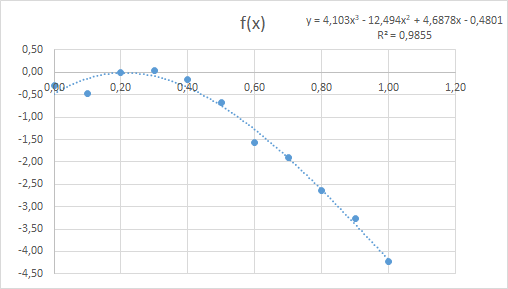 f(x)
y = 4,103x³ - 12,494x² + 4,6878x - 0,4801
R² = 0,9855
0,50
0,00
-0,50
-1,00
-1,50
-2,00
-2,50
-3,00
-3,50
-4,00
-4,50
0,00 0,20 0,40 0,60 0,80 1,00 1,20